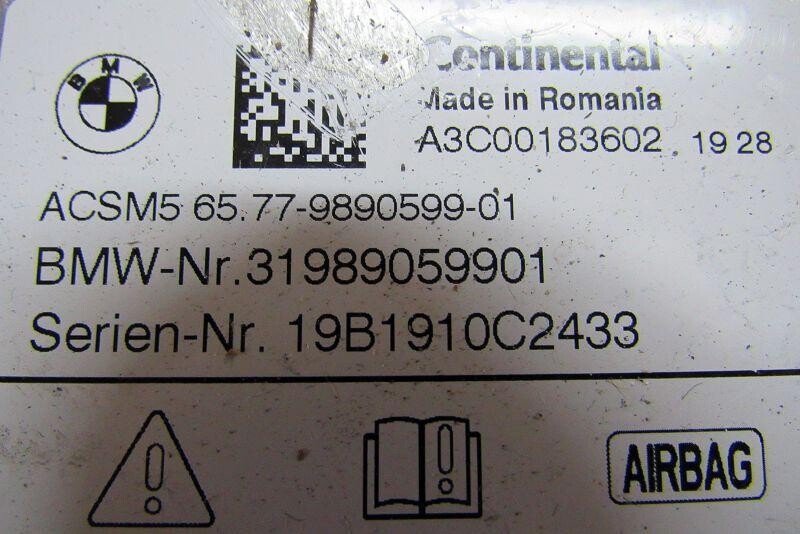 BMW
Continental
Made in Romania
A3C00183602 19 28
ACSM5 65.77-9890599-01
BMW-Nr.31989059901
Serien-Nr. 19B1910C2433
AIRBAG